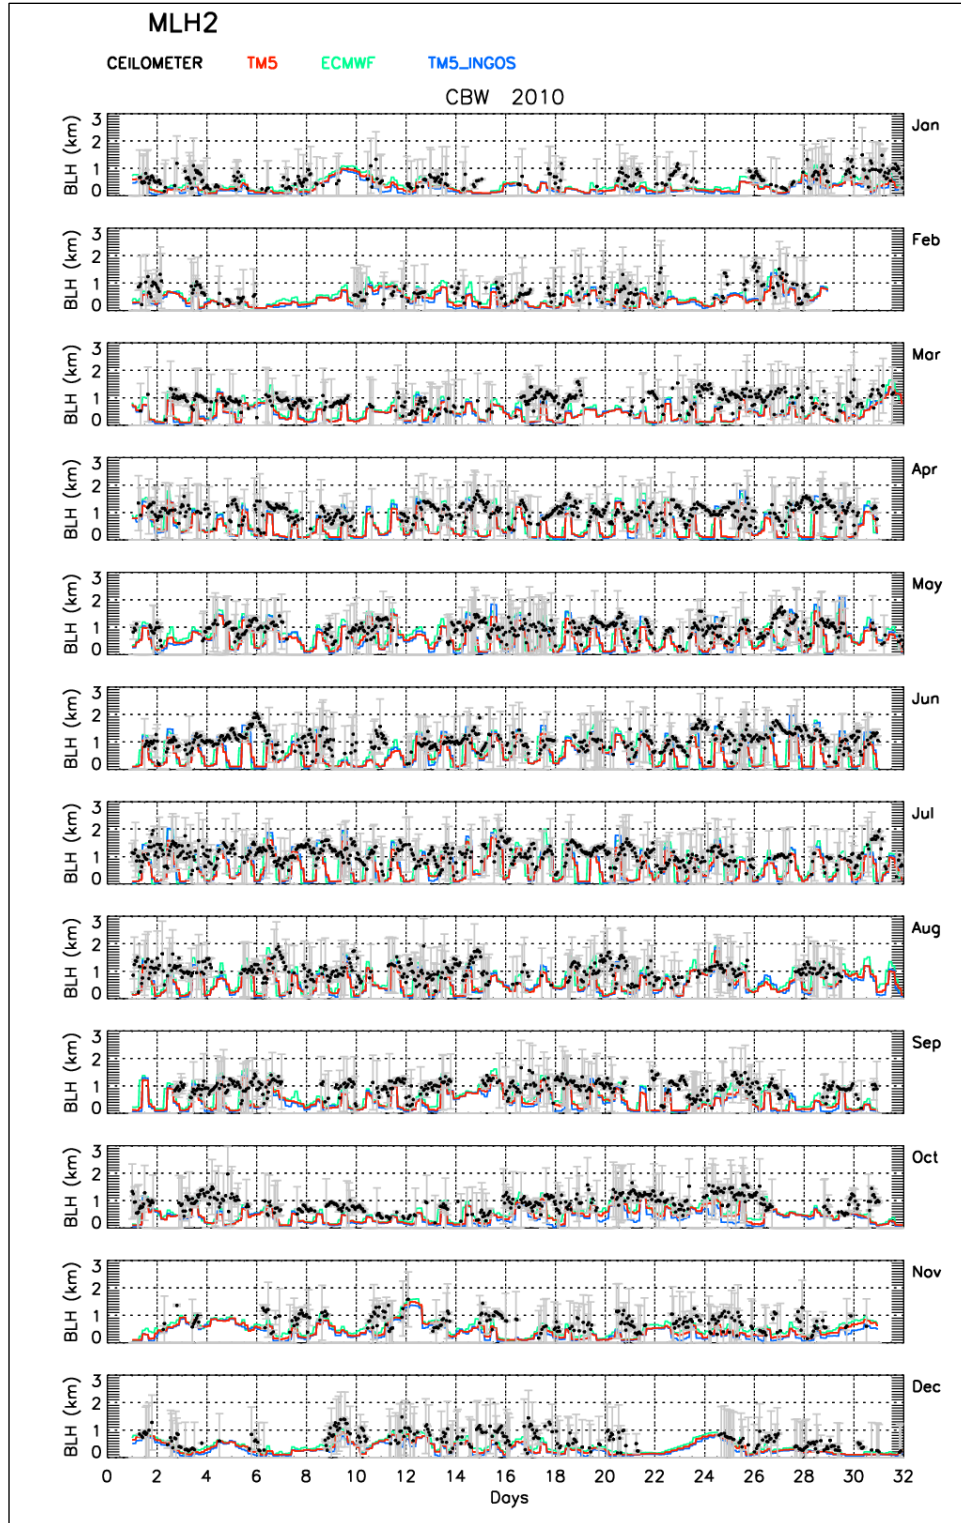 MLH2
CEILOMETER TM5 ECMWF TM5_INGOS
CBW 2010
3 2 1 0 BLH (km) Jan
3 2 1 0 BLH (km) Feb
3 2 1 0 BLH (km) Mar
3 2 1 0 BLH (km) Apr
3 2 1 0 BLH (km) May
3 2 1 0 BLH (km) Jun
3 2 1 0 BLH (km) Jul
3 2 1 0 BLH (km) Aug
3 2 1 0 BLH (km) Sep
3 2 1 0 BLH (km) Oct
3 2 1 0 BLH (km) Nov
3 2 1 0 BLH (km) Dec
0 2 4 6 8 10 12 14 16 18 20 22 24 26 28 30 32
Days